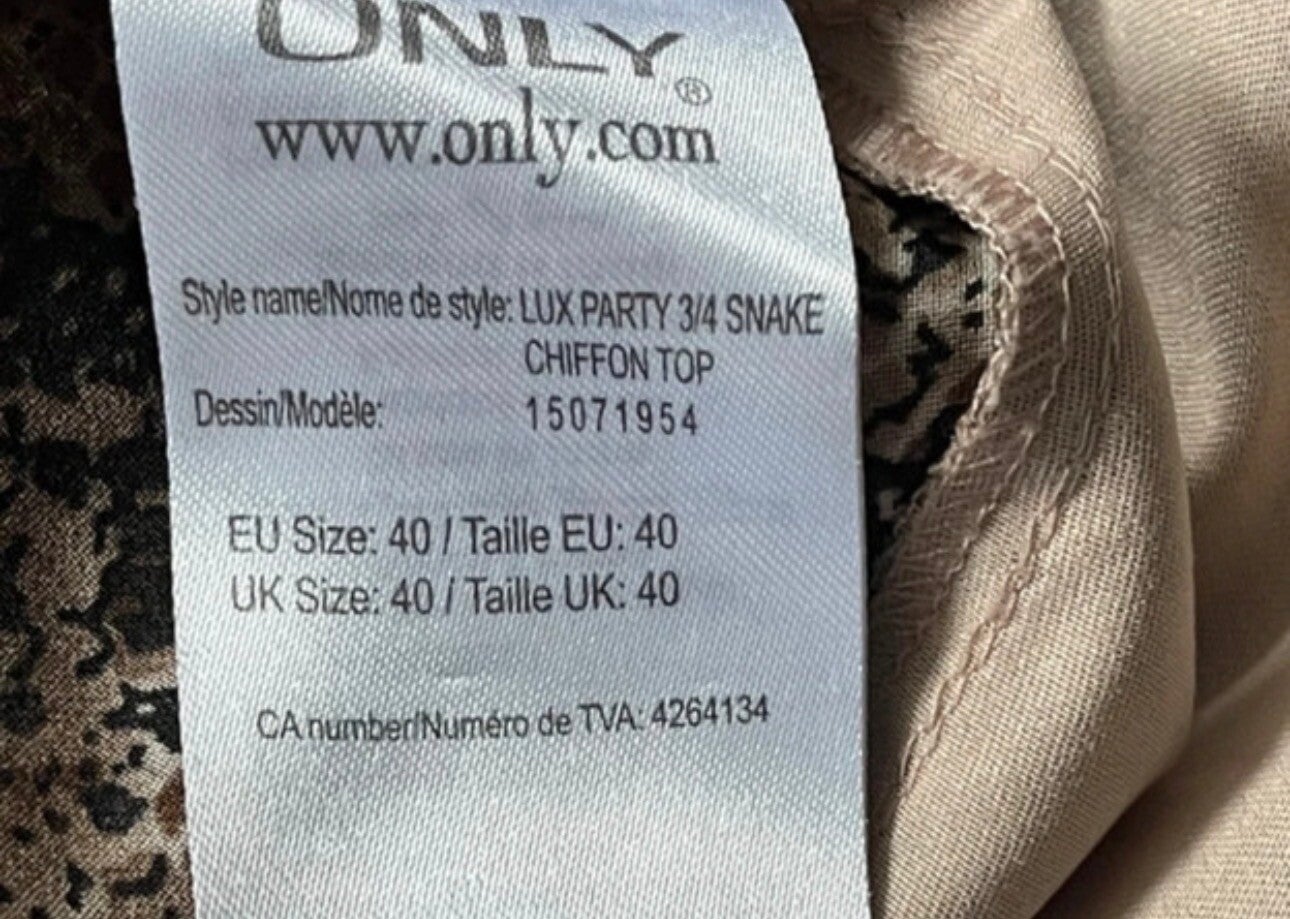 ONLY®
www.only.com
Style name/Nome de style: LUX PARTY 3/4 SNAKE
CHIFFON TOP
Dessin/Modèle: 15071954
EU Size: 40 / Taille EU: 40
UK Size: 40 / Taille UK: 40
CA number/Numéro de TVA: 4264134